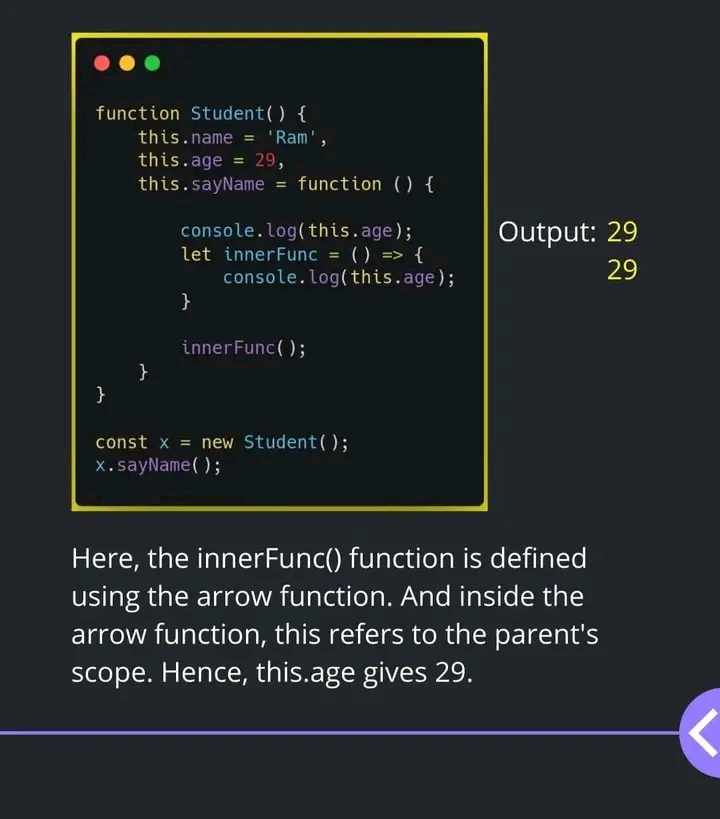 function Student() {
    this.name = 'Ram',
    this.age = 29,
    this.sayName = function () {
        console.log(this.age);
        let innerFunc = () => {
            console.log(this.age);
        }
        innerFunc();
    }
}
const x = new Student();
x.sayName();
Output: 29
29
Here, the innerFunc() function is defined
using the arrow function. And inside the
arrow function, this refers to the parent's
scope. Hence, this.age gives 29.